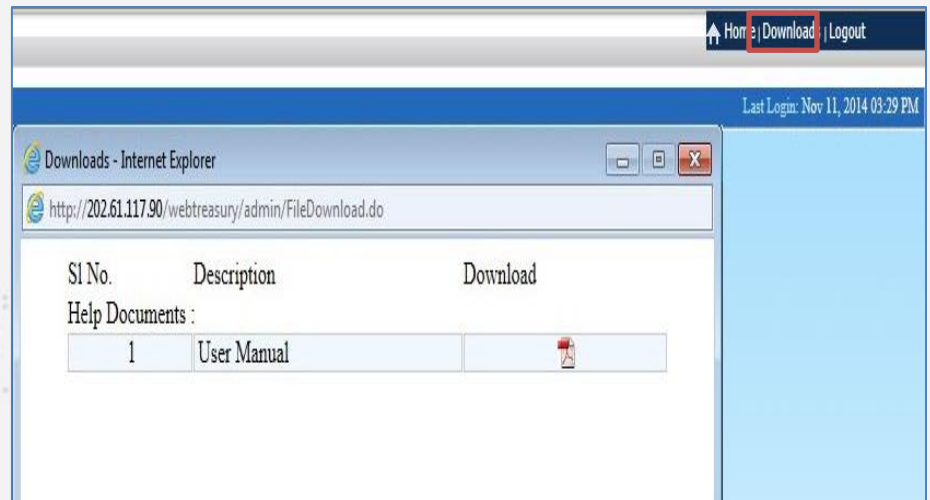 Home | Downloads | Logout
Last Login: Nov 11, 2014 03:29 PM
Downloads - Internet Explorer
http://202.61.117.90/webtreasury/admin/FileDownload.do
Sl No. Description Download
Help Documents :
1 User Manual